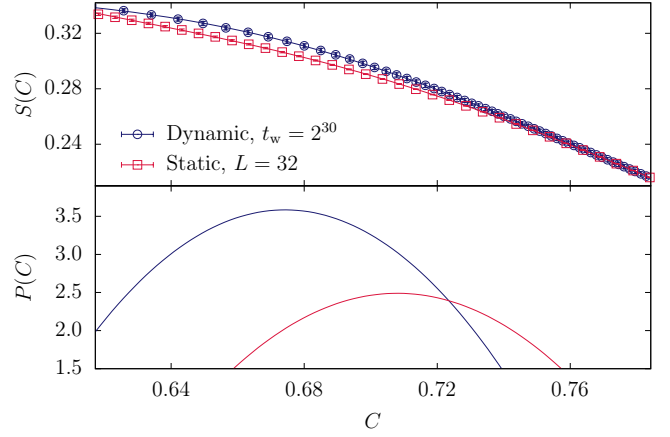 0.32
0.28
0.24
S(C)
Dynamic, t_w = 2^30
Static, L = 32
3.5
3.0
2.5
2.0
1.5
P(C)
0.64 0.68 0.72 0.76
C